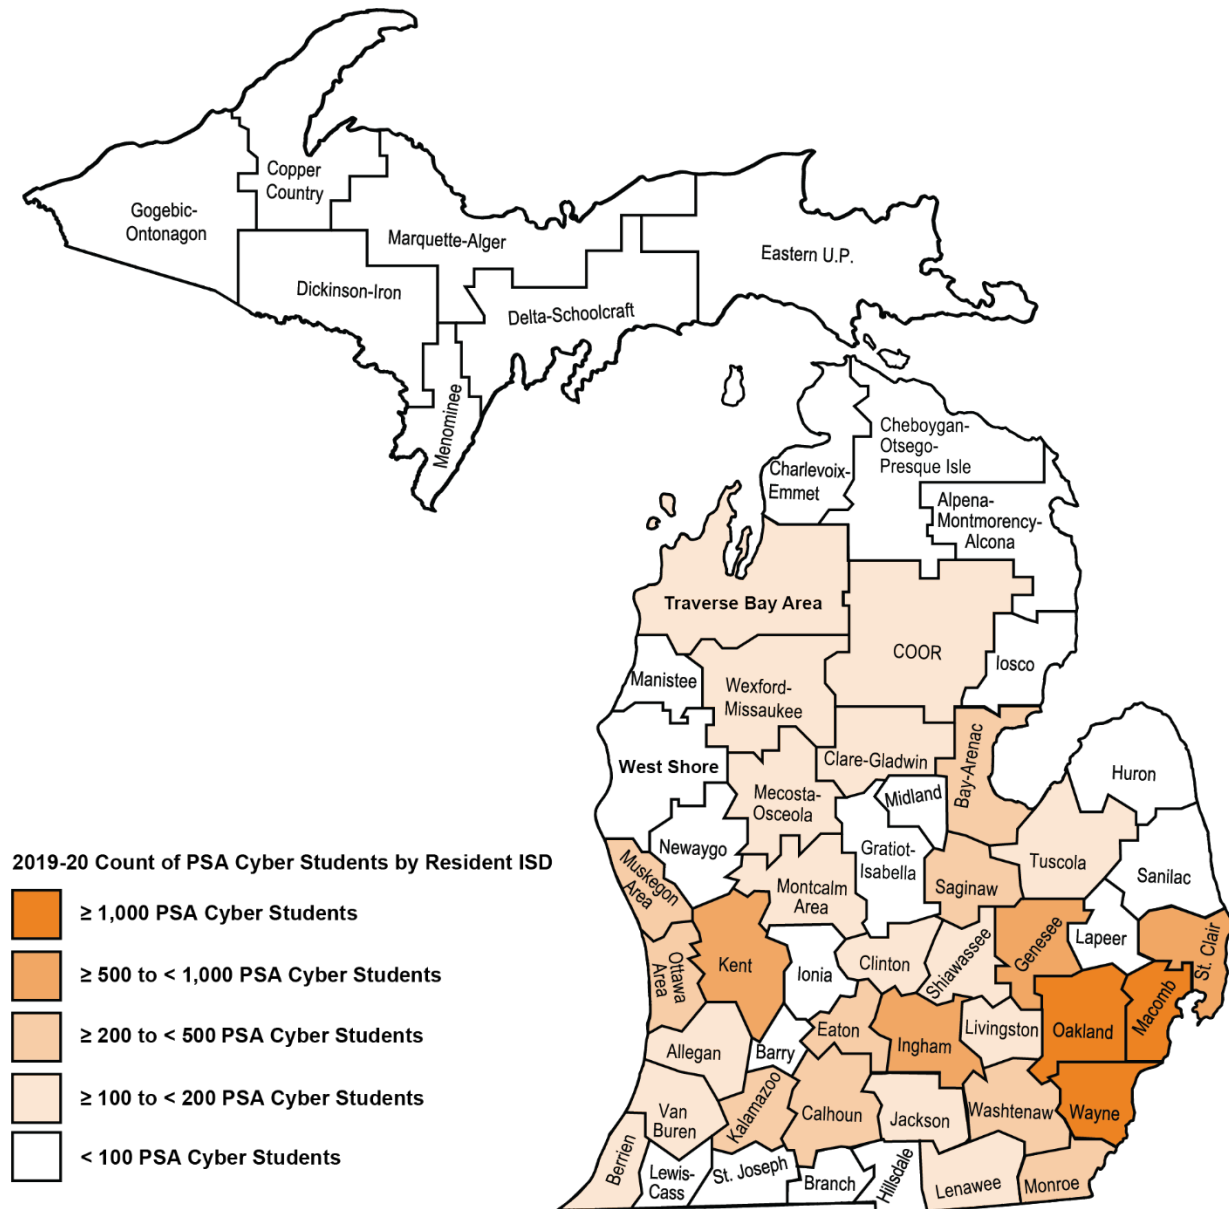 Copper
Country
Gogebic-
Ontonagon
Marquette-Alger
Eastern U.P.
Dickinson-Iron
Delta-Schoolcraft
Menominee
Cheboygan-
Otsego-
Presque Isle
Charlevoix-
Emmet
Alpena-
Montmorency-
Alcona
Traverse Bay Area
COOR
Iosco
Manistee
Wexford-
Missaukee
West Shore
Clare-Gladwin
Bay-Arenac
Huron
Mecosta-
Osceola
Midland
Newaygo
Gratiot-
Isabella
Tuscola
Sanilac
Muskegon
Area
Montcalm
Area
Saginaw
Ottawa
Area
Kent
Ionia
Clinton
Shiawassee
Genesee
Lapeer
St. Clair
Allegan
Barry
Eaton
Ingham
Livingston
Oakland
Macomb
Van
Buren
Kalamazoo
Calhoun
Jackson
Washtenaw
Wayne
Berrien
Lewis-
Cass
St. Joseph
Branch
Hillsdale
Lenawee
Monroe
2019-20 Count of PSA Cyber Students by Resident ISD
≥ 1,000 PSA Cyber Students
≥ 500 to < 1,000 PSA Cyber Students
≥ 200 to < 500 PSA Cyber Students
≥ 100 to < 200 PSA Cyber Students
< 100 PSA Cyber Students